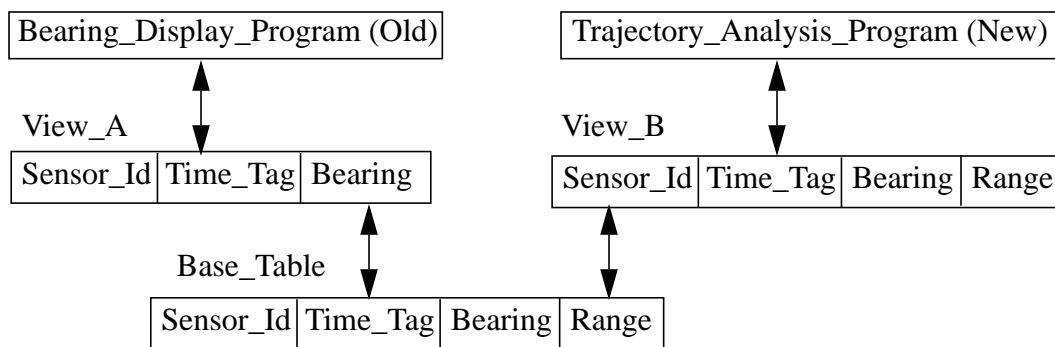 Bearing_Display_Program (Old)
Trajectory_Analysis_Program (New)
View_A
View_B
Sensor_Id Time_Tag Bearing
Sensor_Id Time_Tag Bearing Range
Base_Table
Sensor_Id Time_Tag Bearing Range